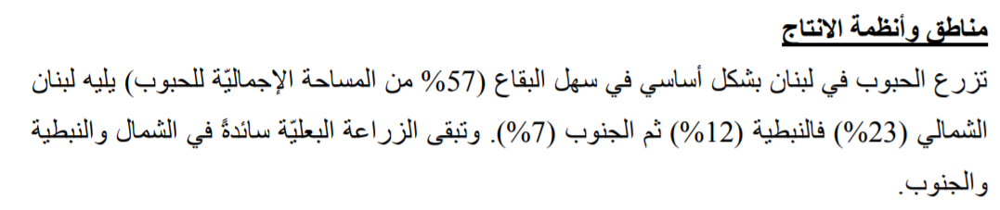 مناطق وأنظمة الانتاج
تزرع الحبوب في لبنان بشكل أساسي في سهل البقاع (57% من المساحة الإجماليّة للحبوب) يليه لبنان
الشمالي (23%) فالنبطية (12%) ثم الجنوب (7%). وتبقى الزراعة البعليّة سائدةً في الشمال والنبطية
والجنوب.